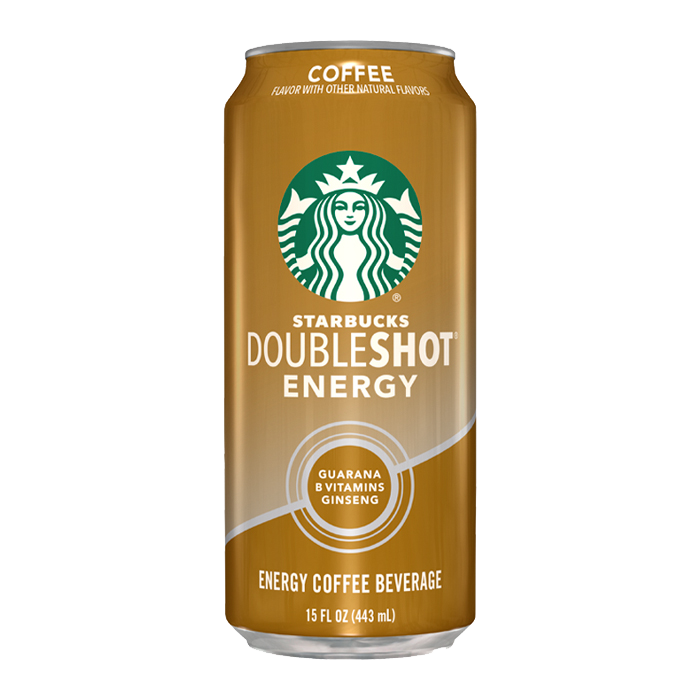 COFFEE
FLAVOR WITH OTHER NATURAL FLAVORS
®
STARBUCKS
DOUBLESHOT®
ENERGY
GUARANA
B VITAMINS
GINSENG
ENERGY COFFEE BEVERAGE
15 FL OZ (443 mL)